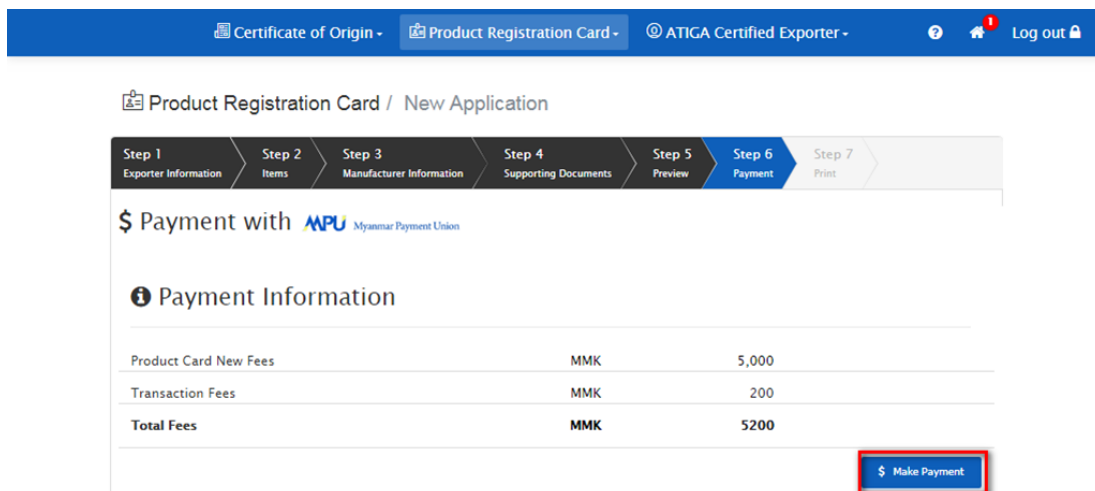 Certificate of Origin Product Registration Card ATIGA Certified Exporter 1 Log out
Product Registration Card / New Application
Step 1 Step 2 Step 3 Step 4 Step 5 Step 6 Step 7
Exporter Information Items Manufacturer Information Supporting Documents Preview Payment Print
$ Payment with MPU Myanmar Payment Union
Payment Information
Product Card New Fees MMK 5,000
Transaction Fees MMK 200
Total Fees MMK 5200
$ Make Payment